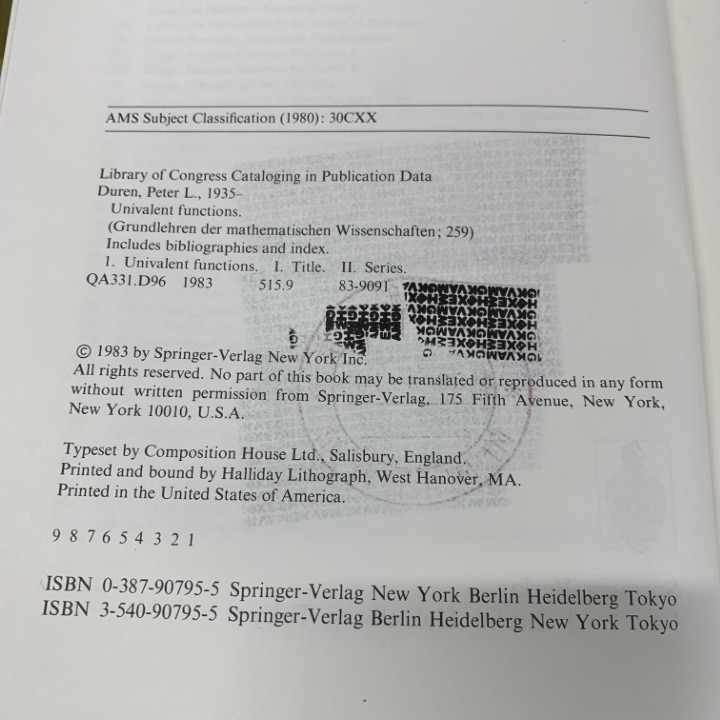 AMS Subject Classification (1980): 30CXX
Library of Congress Cataloging in Publication Data
Duren, Peter L., 1935–
Univalent functions.
(Grundlehren der mathematischen Wissenschaften; 259)
Includes bibliographies and index.
1. Univalent functions. I. Title. II. Series.
QA331.D96 1983 515.9 83-9091
© 1983 by Springer-Verlag New York Inc.
All rights reserved. No part of this book may be translated or reproduced in any form
without written permission from Springer-Verlag, 175 Fifth Avenue, New York,
New York 10010, U.S.A.
Typeset by Composition House Ltd., Salisbury, England.
Printed and bound by Halliday Lithograph, West Hanover, MA.
Printed in the United States of America.
9 8 7 6 5 4 3 2 1
ISBN 0-387-90795-5 Springer-Verlag New York Berlin Heidelberg Tokyo
ISBN 3-540-90795-5 Springer-Verlag Berlin Heidelberg New York Tokyo